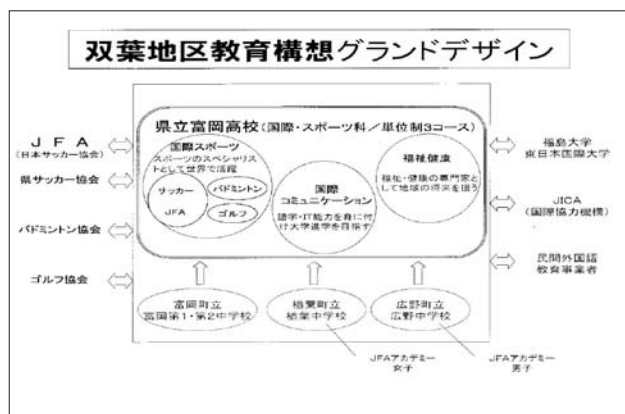 双葉地区教育構想グランドデザイン
県立富岡高校(国際・スポーツ科/単位制3コース)
国際スポーツ
スポーツのスペシャリス
トとして世界で活躍
サッカー
JFA
バドミントン
ゴルフ
国際
コミュニケーション
語学・IT能力を身に付
け大学進学を目指す
福祉健康
福祉・健康の専門家と
して地域の将来を担う
JFA
(日本サッカー協会)
県サッカー協会
バドミントン協会
ゴルフ協会
福島大学
東日本国際大学
JICA
(国際協力機構)
民間外国語
教育事業者
富岡町立
富岡第1・第2中学校
楢葉町立
楢葉中学校
広野町立
広野中学校
JFAアカデミー
女子
JFAアカデミー
男子